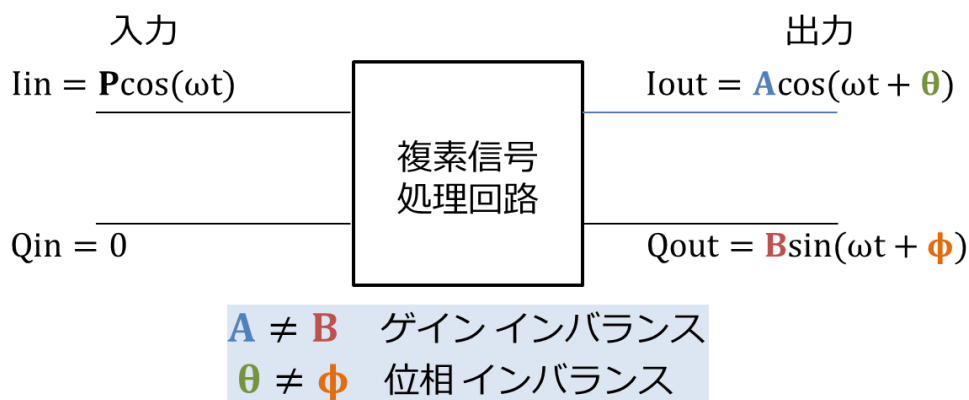 入力
出力
Iin = Pcos(ωt)
Iout = Acos(ωt + θ)
複素信号
処理回路
Qin = 0
Qout = Bsin(ωt + ϕ)
A ≠ B ゲイン インバランス
θ ≠ ϕ 位相 インバランス